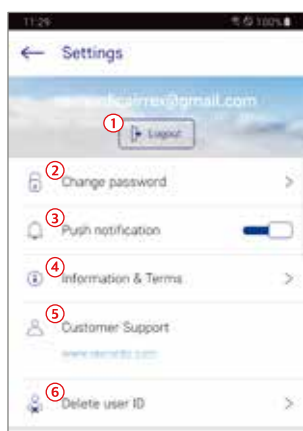 11:29 100%
← Settings
@gmail.com
① Logout
② Change password
③ Push notification
④ Information & Terms
⑤ Customer Support
⑥ Delete user ID